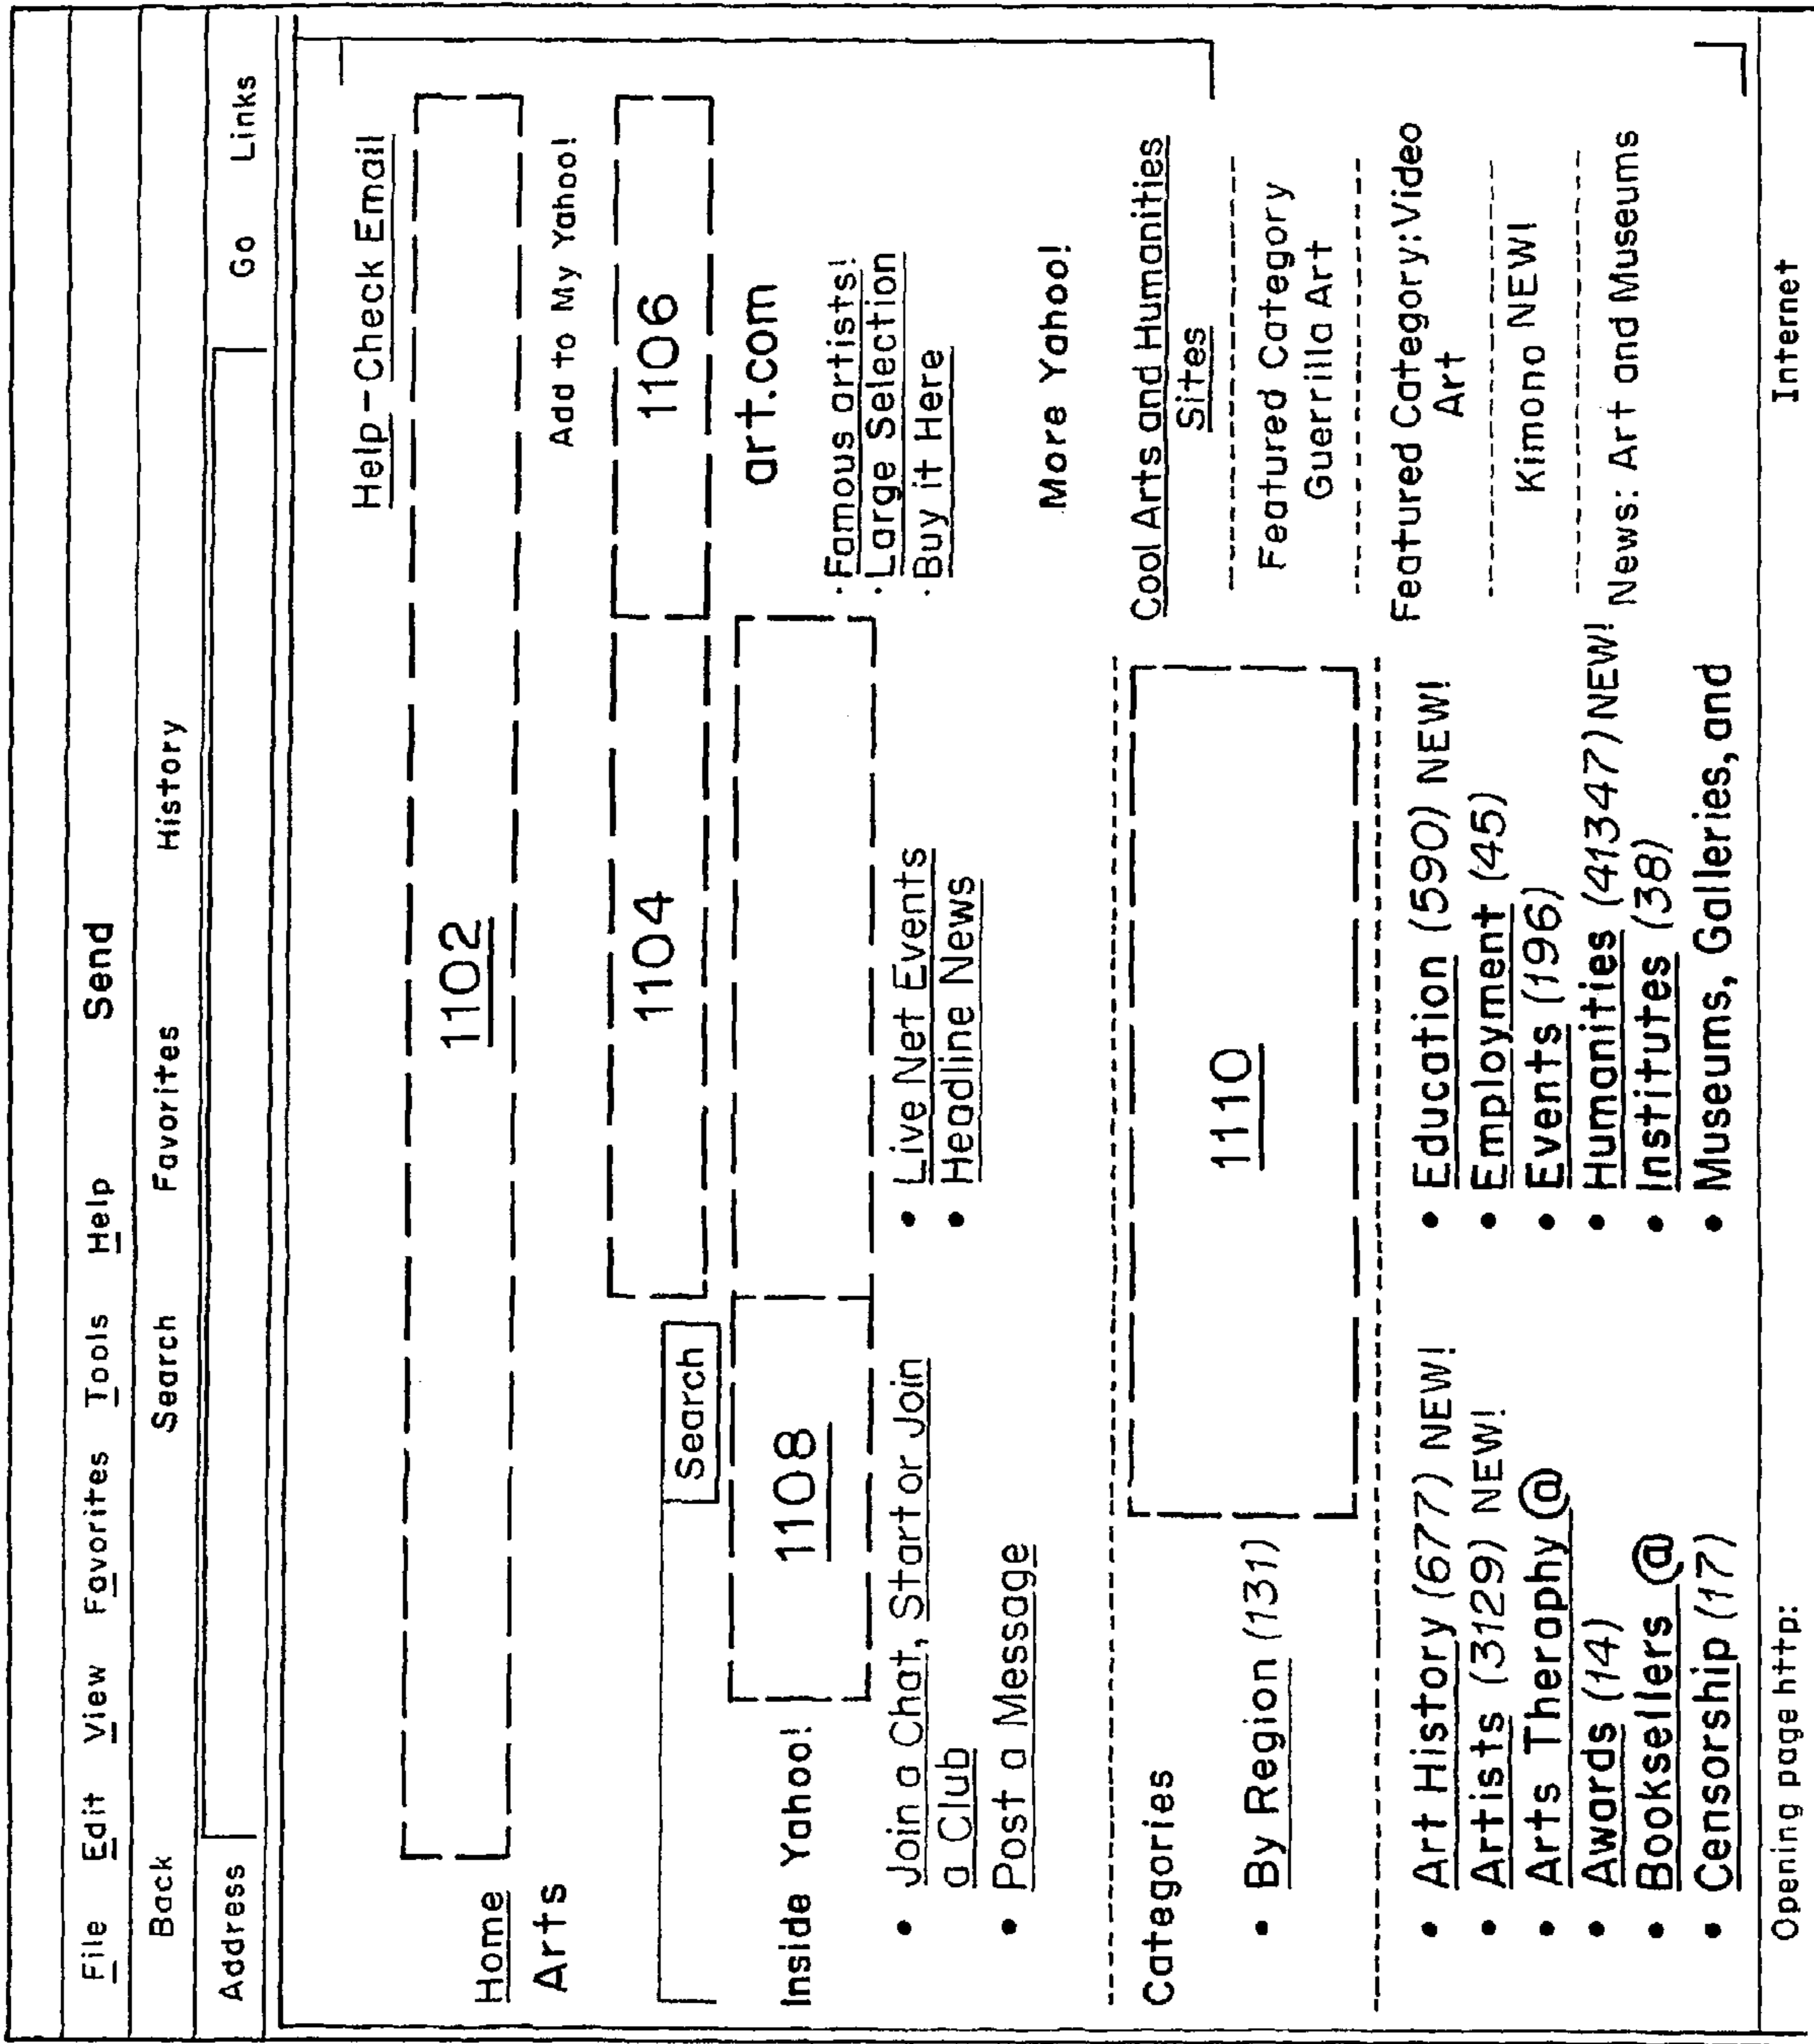 File Edit View Favorites Tools Help Send
Back Search Favorites History
Address Go Links
Help-Check Email
Home 1102
Arts Add to My Yahoo!
1104 1106
Search
Inside Yahoo! 1108 art.com
• Join a Chat, Start or Join
a Club
• Post a Message
• Live Net Events
• Headline News
· Famous artists!
· Large Selection
· Buy it Here
More Yahoo!
Categories
• By Region (131) 1110
Cool Arts and Humanities
Sites
Featured Category
Guerrilla Art
Featured Category: Video
Art
Kimono NEW!
News: Art and Museums
• Art History (677) NEW!
• Artists (3129) NEW!
• Arts Theraphy @
• Awards (14)
• Booksellers @
• Censorship (17)
• Education (590) NEW!
• Employment (45)
• Events (196)
• Humanities (41347) NEW!
• Institutes (38)
• Museums, Galleries, and
Opening page http: Internet